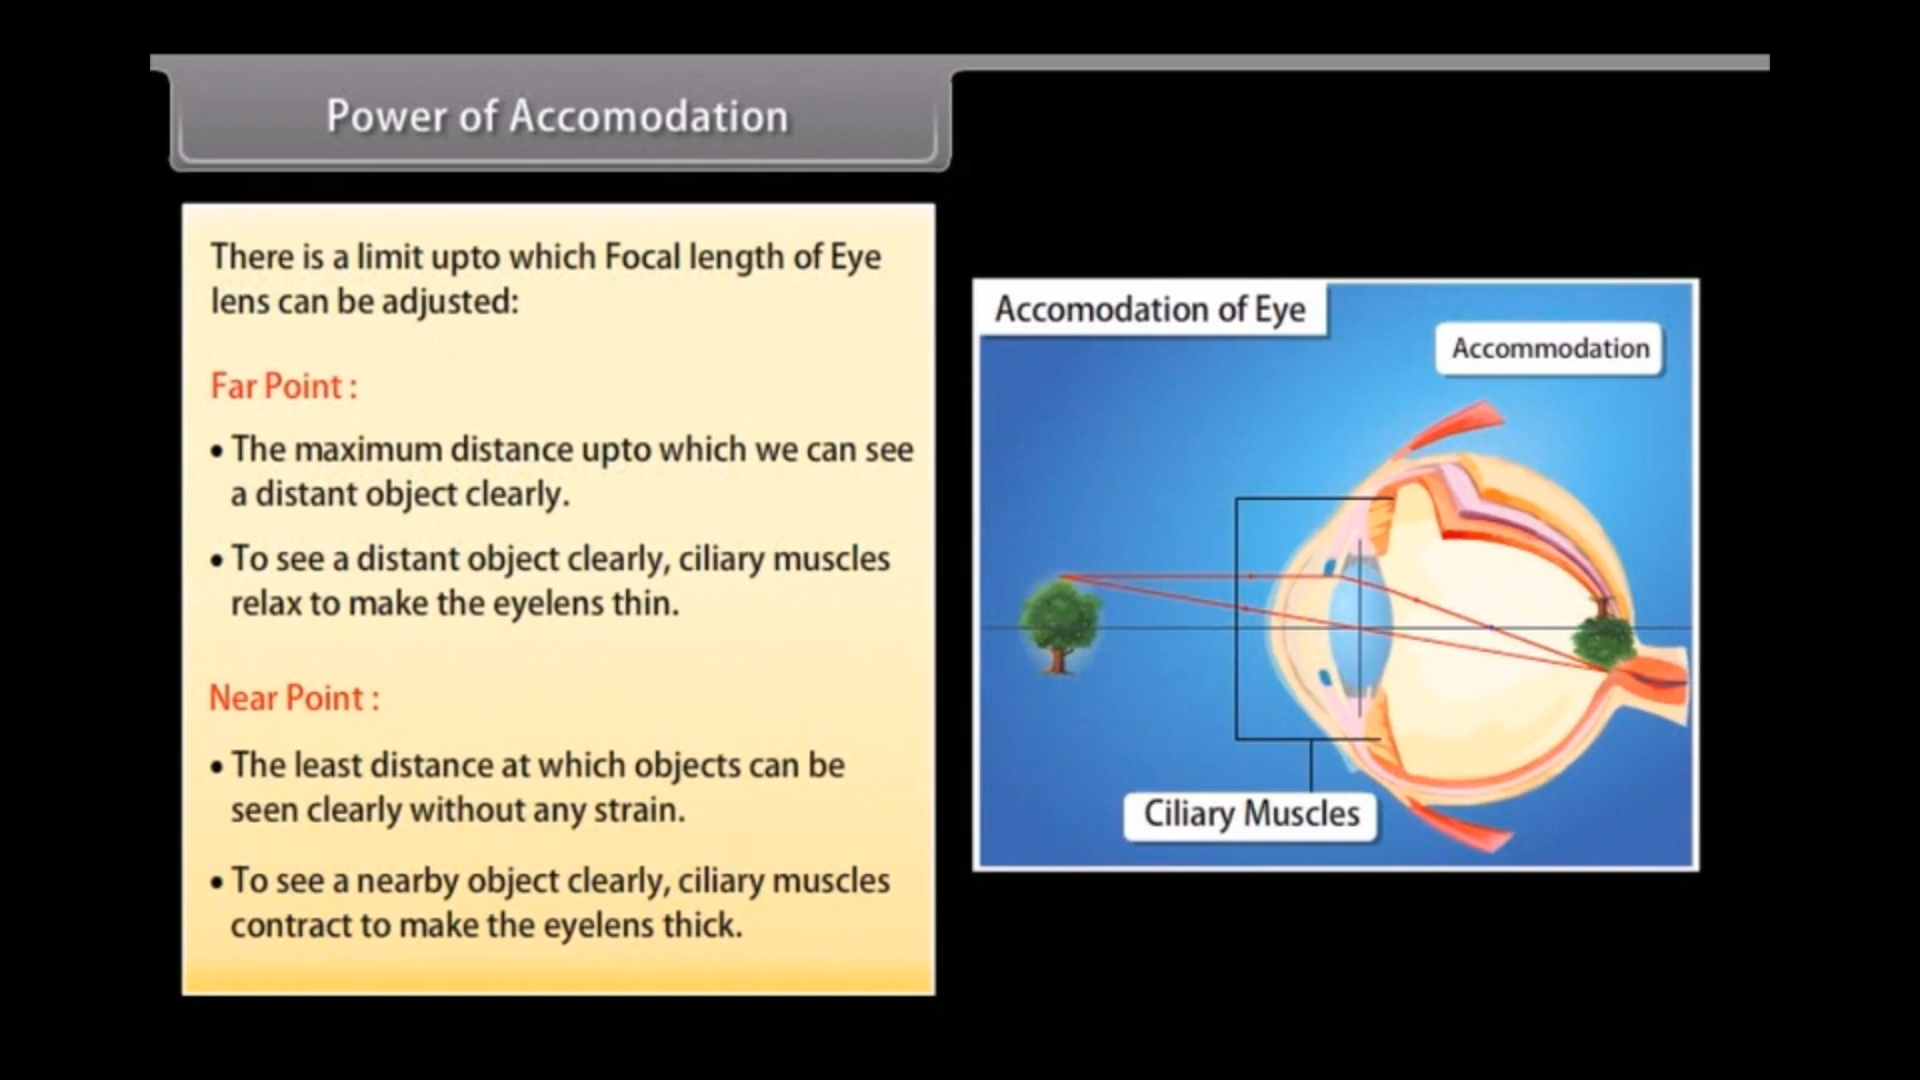 Power of Accomodation
There is a limit upto which Focal length of Eye
lens can be adjusted:
Far Point :
• The maximum distance upto which we can see
a distant object clearly.
• To see a distant object clearly, ciliary muscles
relax to make the eyelens thin.
Near Point :
• The least distance at which objects can be
seen clearly without any strain.
• To see a nearby object clearly, ciliary muscles
contract to make the eyelens thick.
Accomodation of Eye
Accommodation
Ciliary Muscles